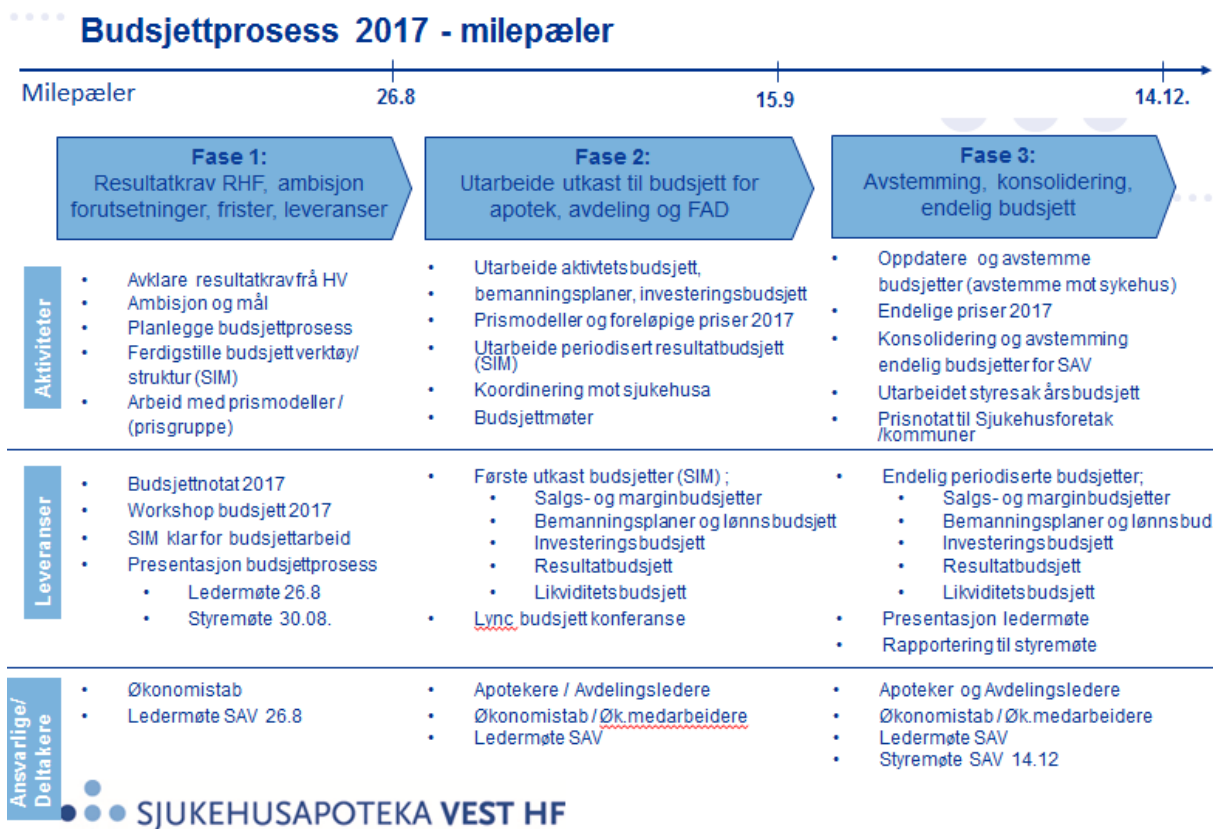 Budsjettprosess 2017 - milepæler
Milepæler
26.8
15.9
14.12.
Fase 1:
Resultatkrav RHF, ambisjon
forutsetninger, frister, leveranser
Fase 2:
Utarbeide utkast til budsjett for
apotek, avdeling og FAD
Fase 3:
Avstemming, konsolidering,
endelig budsjett
Aktiviteter
• Avklare resultatkrav frå HV
• Ambisjon og mål
• Planlegge budsjettprosess
• Ferdigstille budsjettverktøy/
struktur (SIM)
• Arbeid med prismodeller /
(prisgruppe)
• Utarbeide aktivtetsbudsjett,
• bemanningsplaner, investeringsbudsjett
• Prismodeller og foreløpige priser 2017
• Utarbeide periodisert resultatbudsjett
(SIM)
• Koordinering mot sjukehusa
• Budsjettmøter
• Oppdatere og avstemme
budsjetter (avstemme mot sykehus)
• Endelige priser 2017
• Konsolidering og avstemming
endelig budsjetter for SAV
• Utarbeidet styresak årsbudsjett
• Prisnotat til Sjukehusforetak
/kommuner
Leveranser
• Budsjettnotat 2017
• Workshop budsjett 2017
• SIM klar for budsjettarbeid
• Presentasjon budsjettprosess
• Ledermøte 26.8
• Styremøte 30.08.
• Første utkast budsjetter (SIM) ;
• Salgs- og marginbudsjetter
• Bemanningsplaner og lønnsbudsjett
• Investeringsbudsjett
• Resultatbudsjett
• Likviditetsbudsjett
• Lync budsjett konferanse
• Endelig periodiserte budsjetter;
• Salgs- og marginbudsjetter
• Bemanningsplaner og lønnsbud
• Investeringsbudsjett
• Resultatbudsjett
• Likviditetsbudsjett
• Presentasjon ledermøte
• Rapportering til styremøte
Ansvarlige/
Deltakere
• Økonomistab
• Ledermøte SAV 26.8
• Apotekere / Avdelingsledere
• Økonomistab / Øk.medarbeidere
• Ledermøte SAV
• Apoteker og Avdelingsledere
• Økonomistab / Øk.medarbeidere
• Ledermøte SAV
• Styremøte SAV 14.12
SJUKEHUSAPOTEKA VEST HF